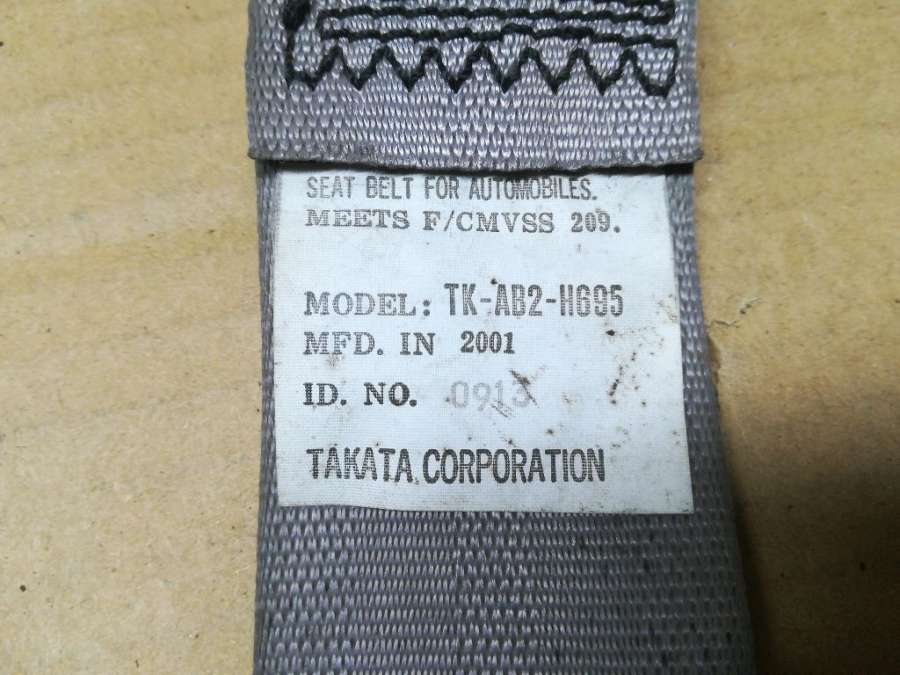 SEAT BELT FOR AUTOMOBILES.
MEETS F/CMVSS 209.
MODEL: TK-AB2-H695
MFD. IN 2001
ID. NO. 0913
TAKATA CORPORATION